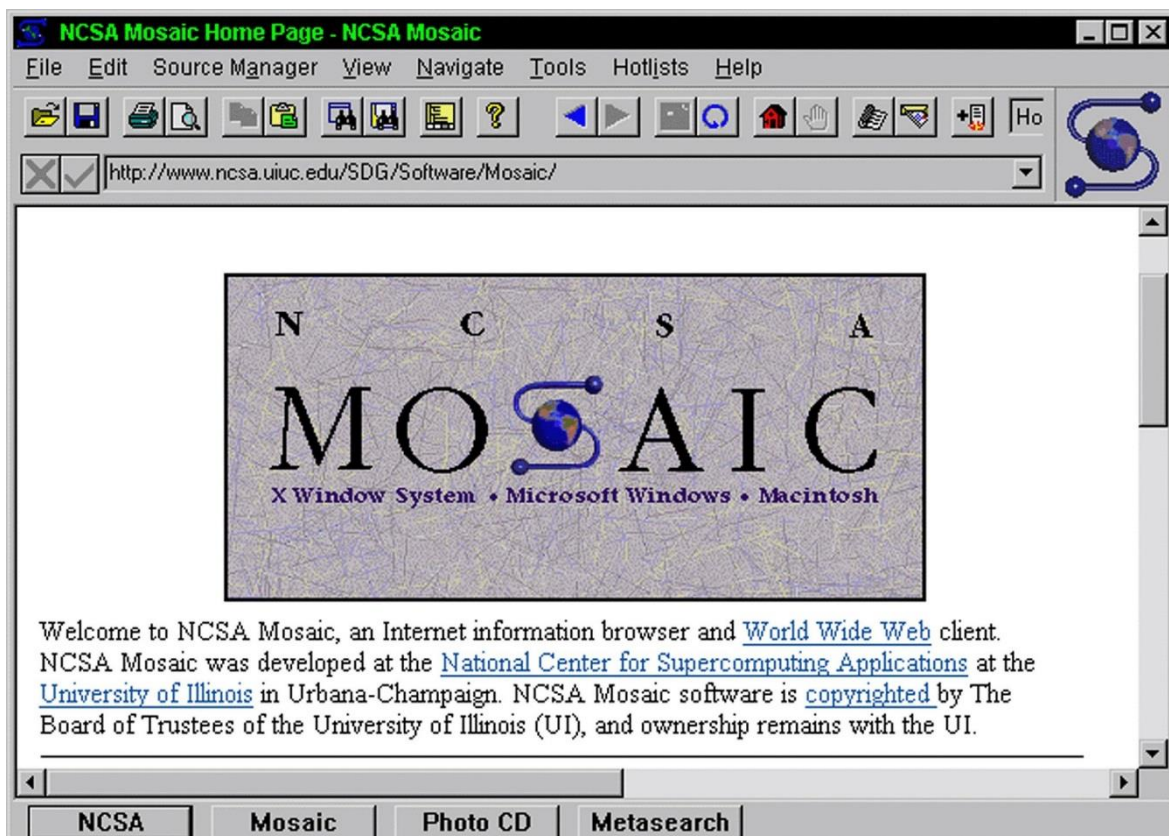 NCSA Mosaic Home Page - NCSA Mosaic
File Edit Source Manager View Navigate Tools Hotlists Help
Ho
http://www.ncsa.uiuc.edu/SDG/Software/Mosaic/
N C S A
MOSAIC
X Window System • Microsoft Windows • Macintosh
Welcome to NCSA Mosaic, an Internet information browser and World Wide Web client.
NCSA Mosaic was developed at the National Center for Supercomputing Applications at the
University of Illinois in Urbana-Champaign. NCSA Mosaic software is copyrighted by The
Board of Trustees of the University of Illinois (UI), and ownership remains with the UI.
NCSA Mosaic Photo CD Metasearch